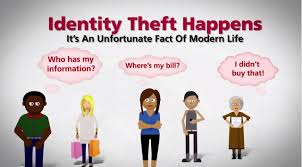 Identity Theft Happens
It's An Unfortunate Fact Of Modern Life
Who has my
information?
Where's my bill?
I didn't
buy that!